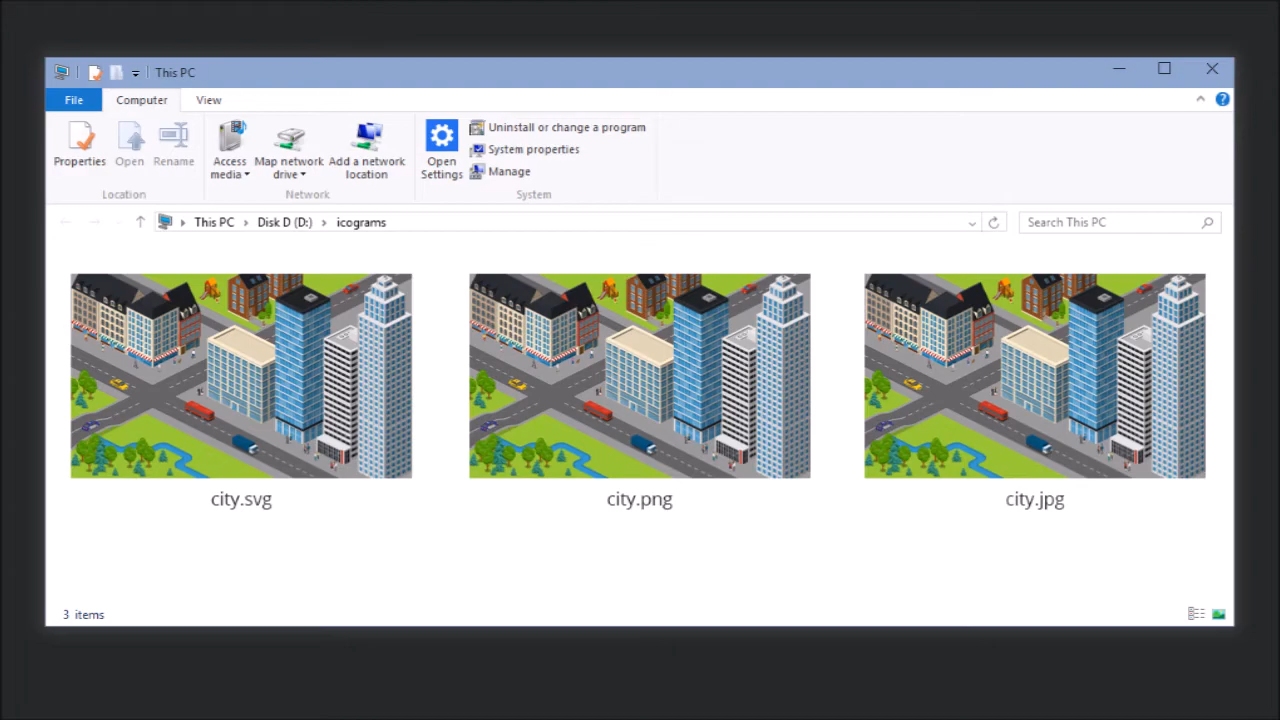 This PC
File Computer View
Properties Open Rename Access media Map network drive Add a network location Open Settings
Uninstall or change a program
System properties
Manage
Location Network System
This PC Disk D (D:) icograms Search This PC
city.svg city.png city.jpg
3 items